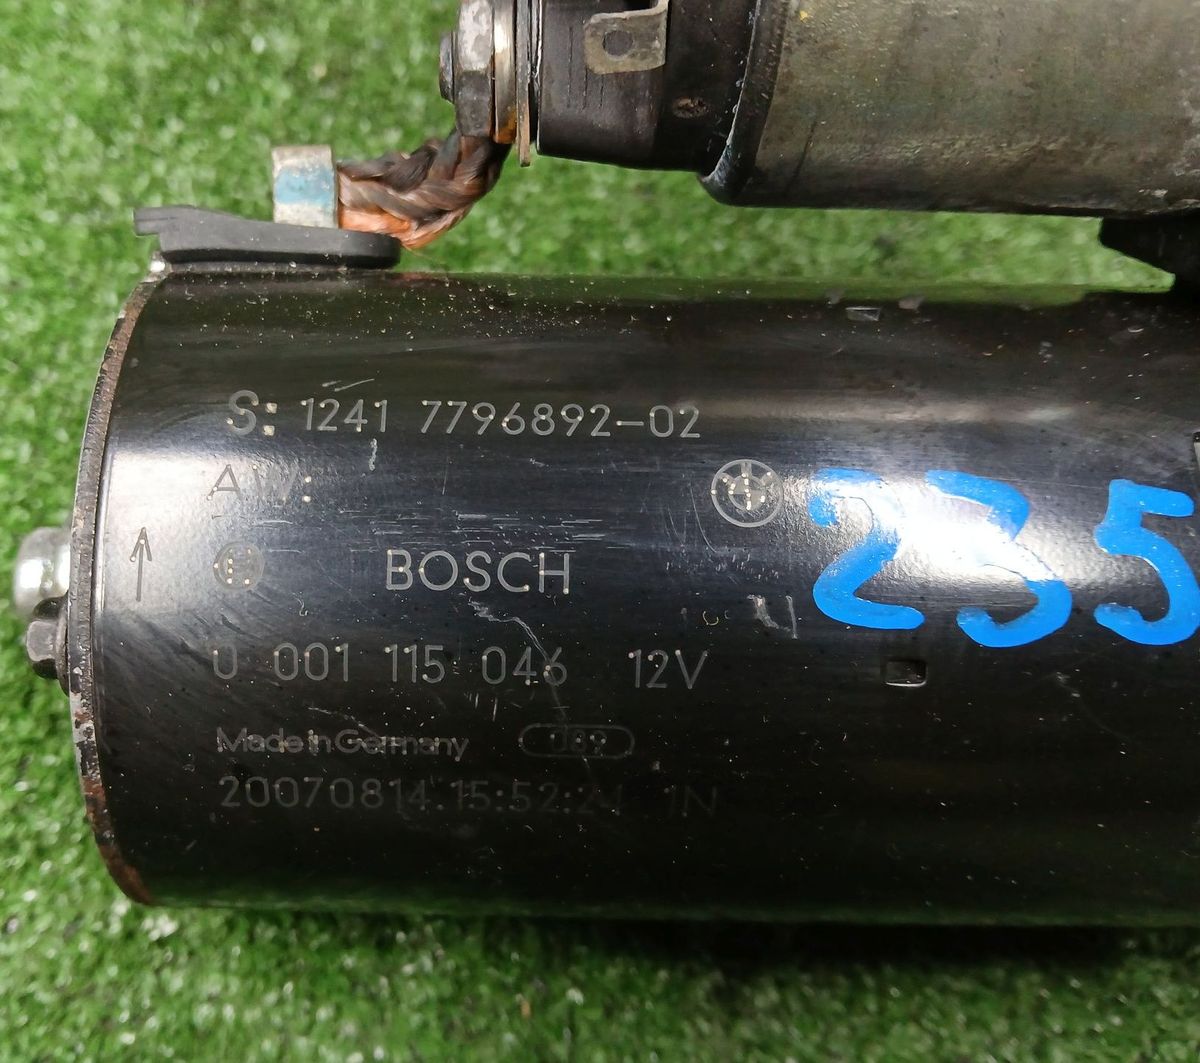 S: 1241 7796892-02
AW:
BOSCH
235
0 001 115 046 12V
Made in Germany 189
20070814.15:52:24 1N